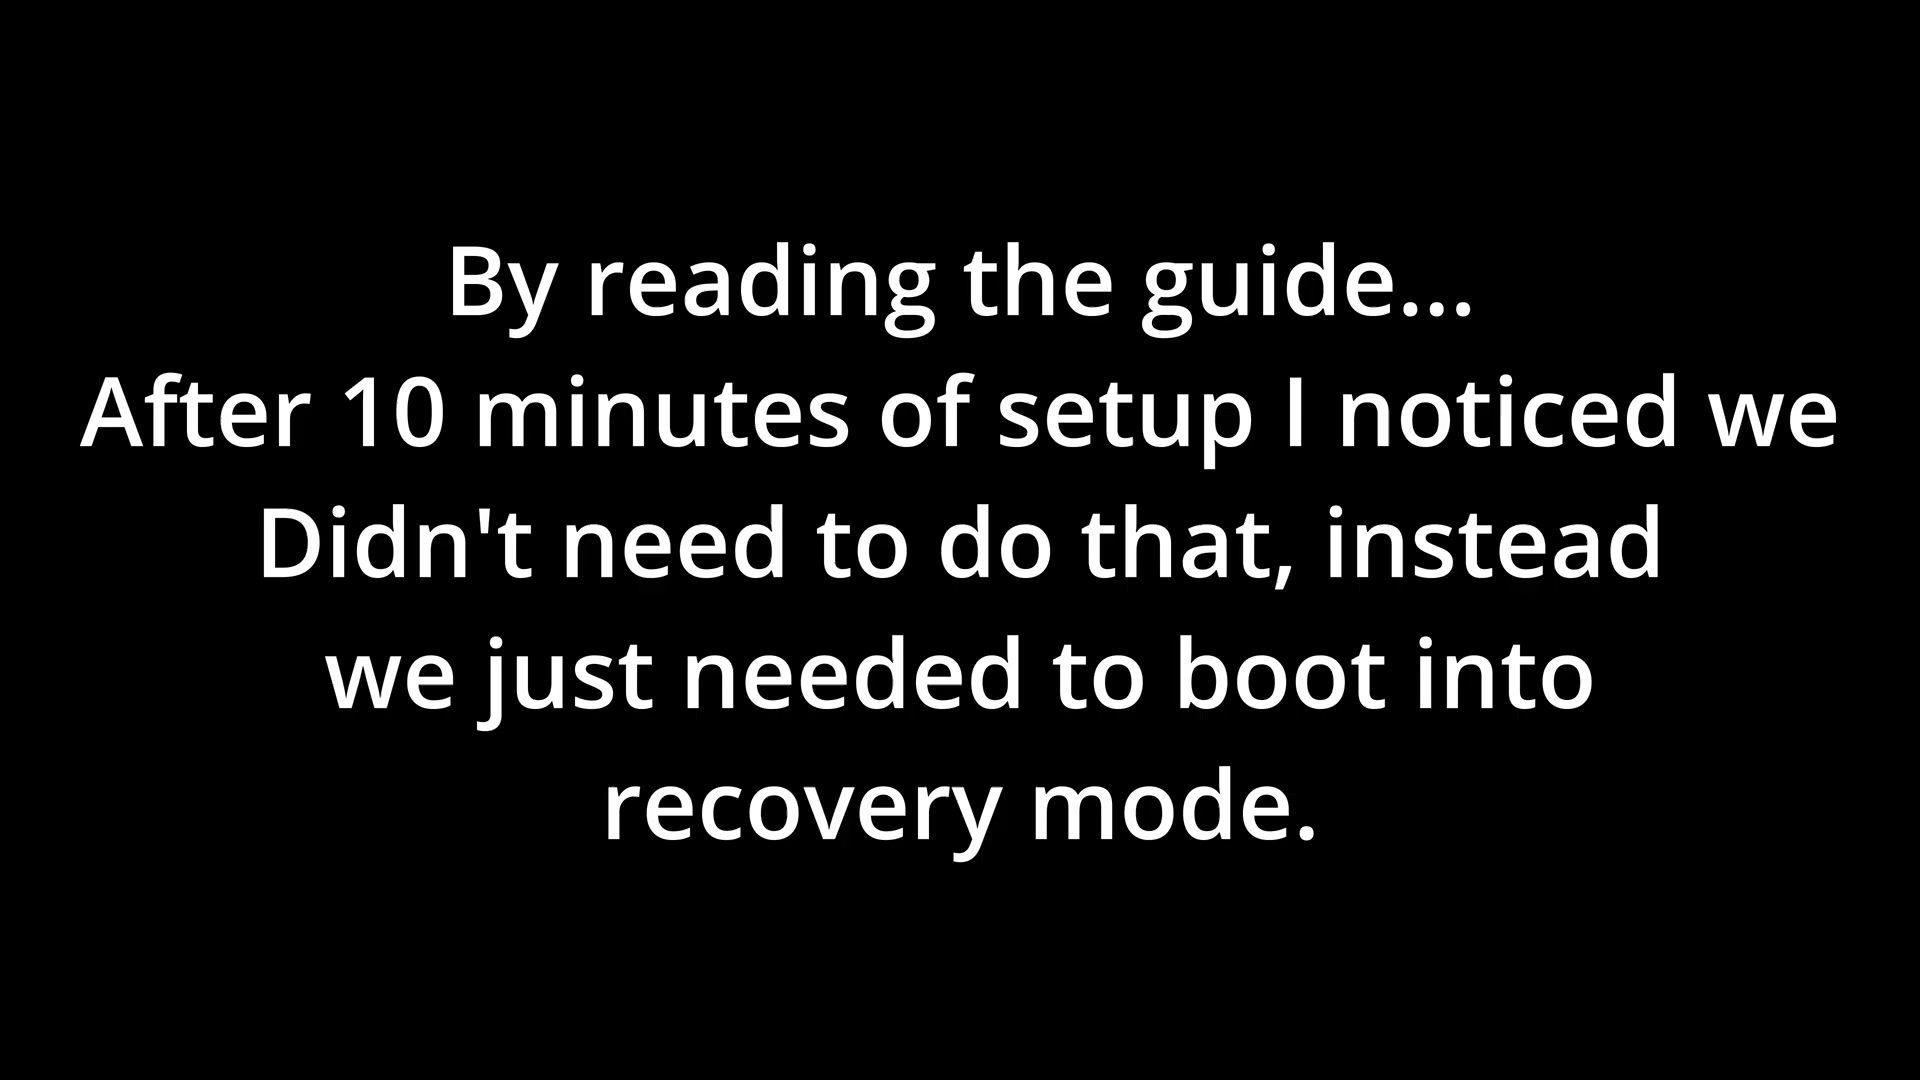 By reading the guide...
After 10 minutes of setup I noticed we
Didn't need to do that, instead
we just needed to boot into
recovery mode.